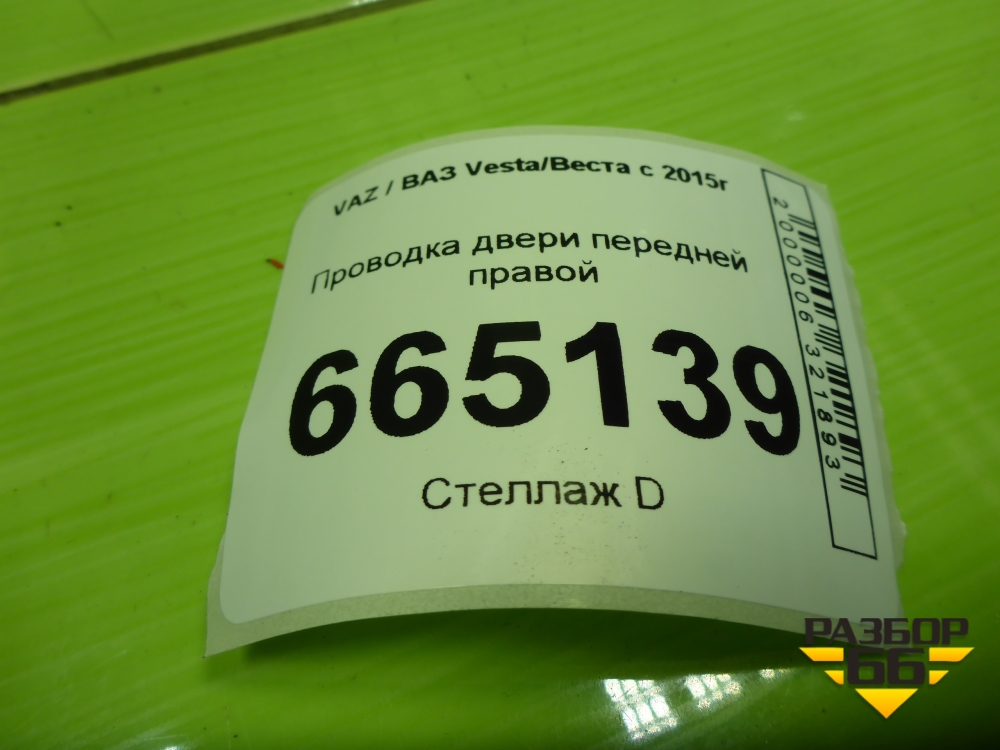 VAZ / ВАЗ Vesta/Веста с 2015г
Проводка двери передней
правой
665139
Стеллаж D
2000006321893
РАЗБОР
66